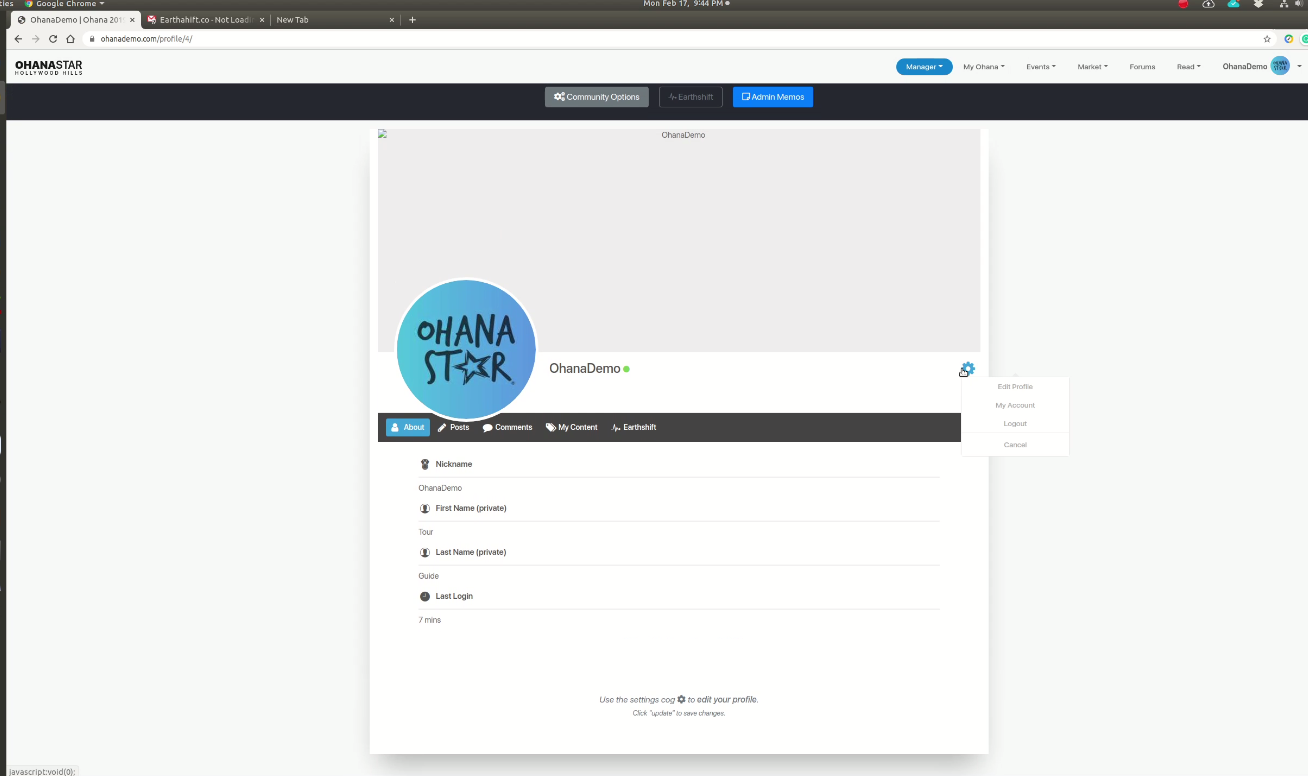 ties Google Chrome Mon Feb 17, 9:44 PM
OhanaDemo | Ohana 201 Earthahift.co - Not Loadi New Tab
ohanademo.com/profile/4/
OHANASTAR
HOLLYWOOD HILLS
Manager My Ohana Events Market Forums Read OhanaDemo
Community Options Earthshift Admin Memos
OhanaDemo
OHANA
STAR
OhanaDemo
Edit Profile
My Account
Logout
Cancel
About Posts Comments My Content Earthshift
Nickname
OhanaDemo
First Name (private)
Tour
Last Name (private)
Guide
Last Login
7 mins
Use the settings cog to edit your profile.
Click "update" to save changes.
javascript:void(0);